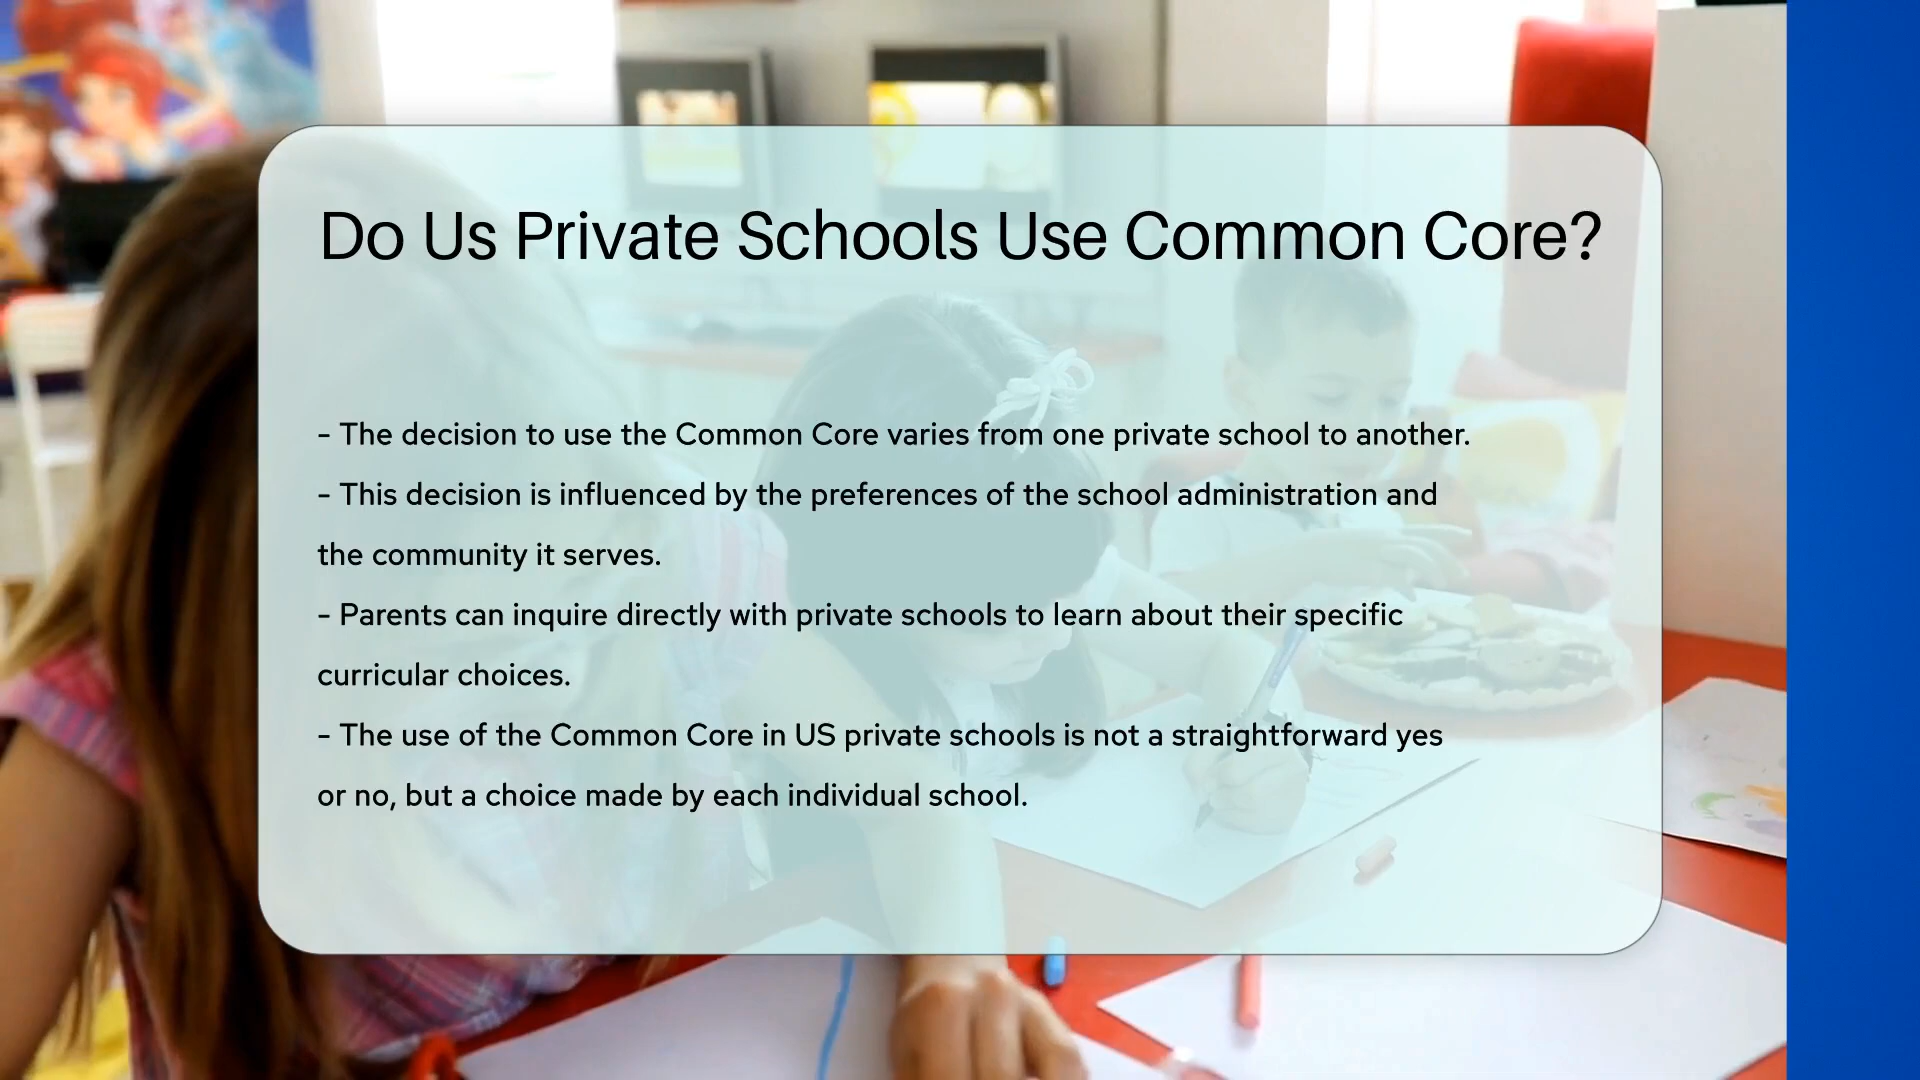 Do Us Private Schools Use Common Core?
– The decision to use the Common Core varies from one private school to another.
– This decision is influenced by the preferences of the school administration and
the community it serves.
– Parents can inquire directly with private schools to learn about their specific
curricular choices.
– The use of the Common Core in US private schools is not a straightforward yes
or no, but a choice made by each individual school.